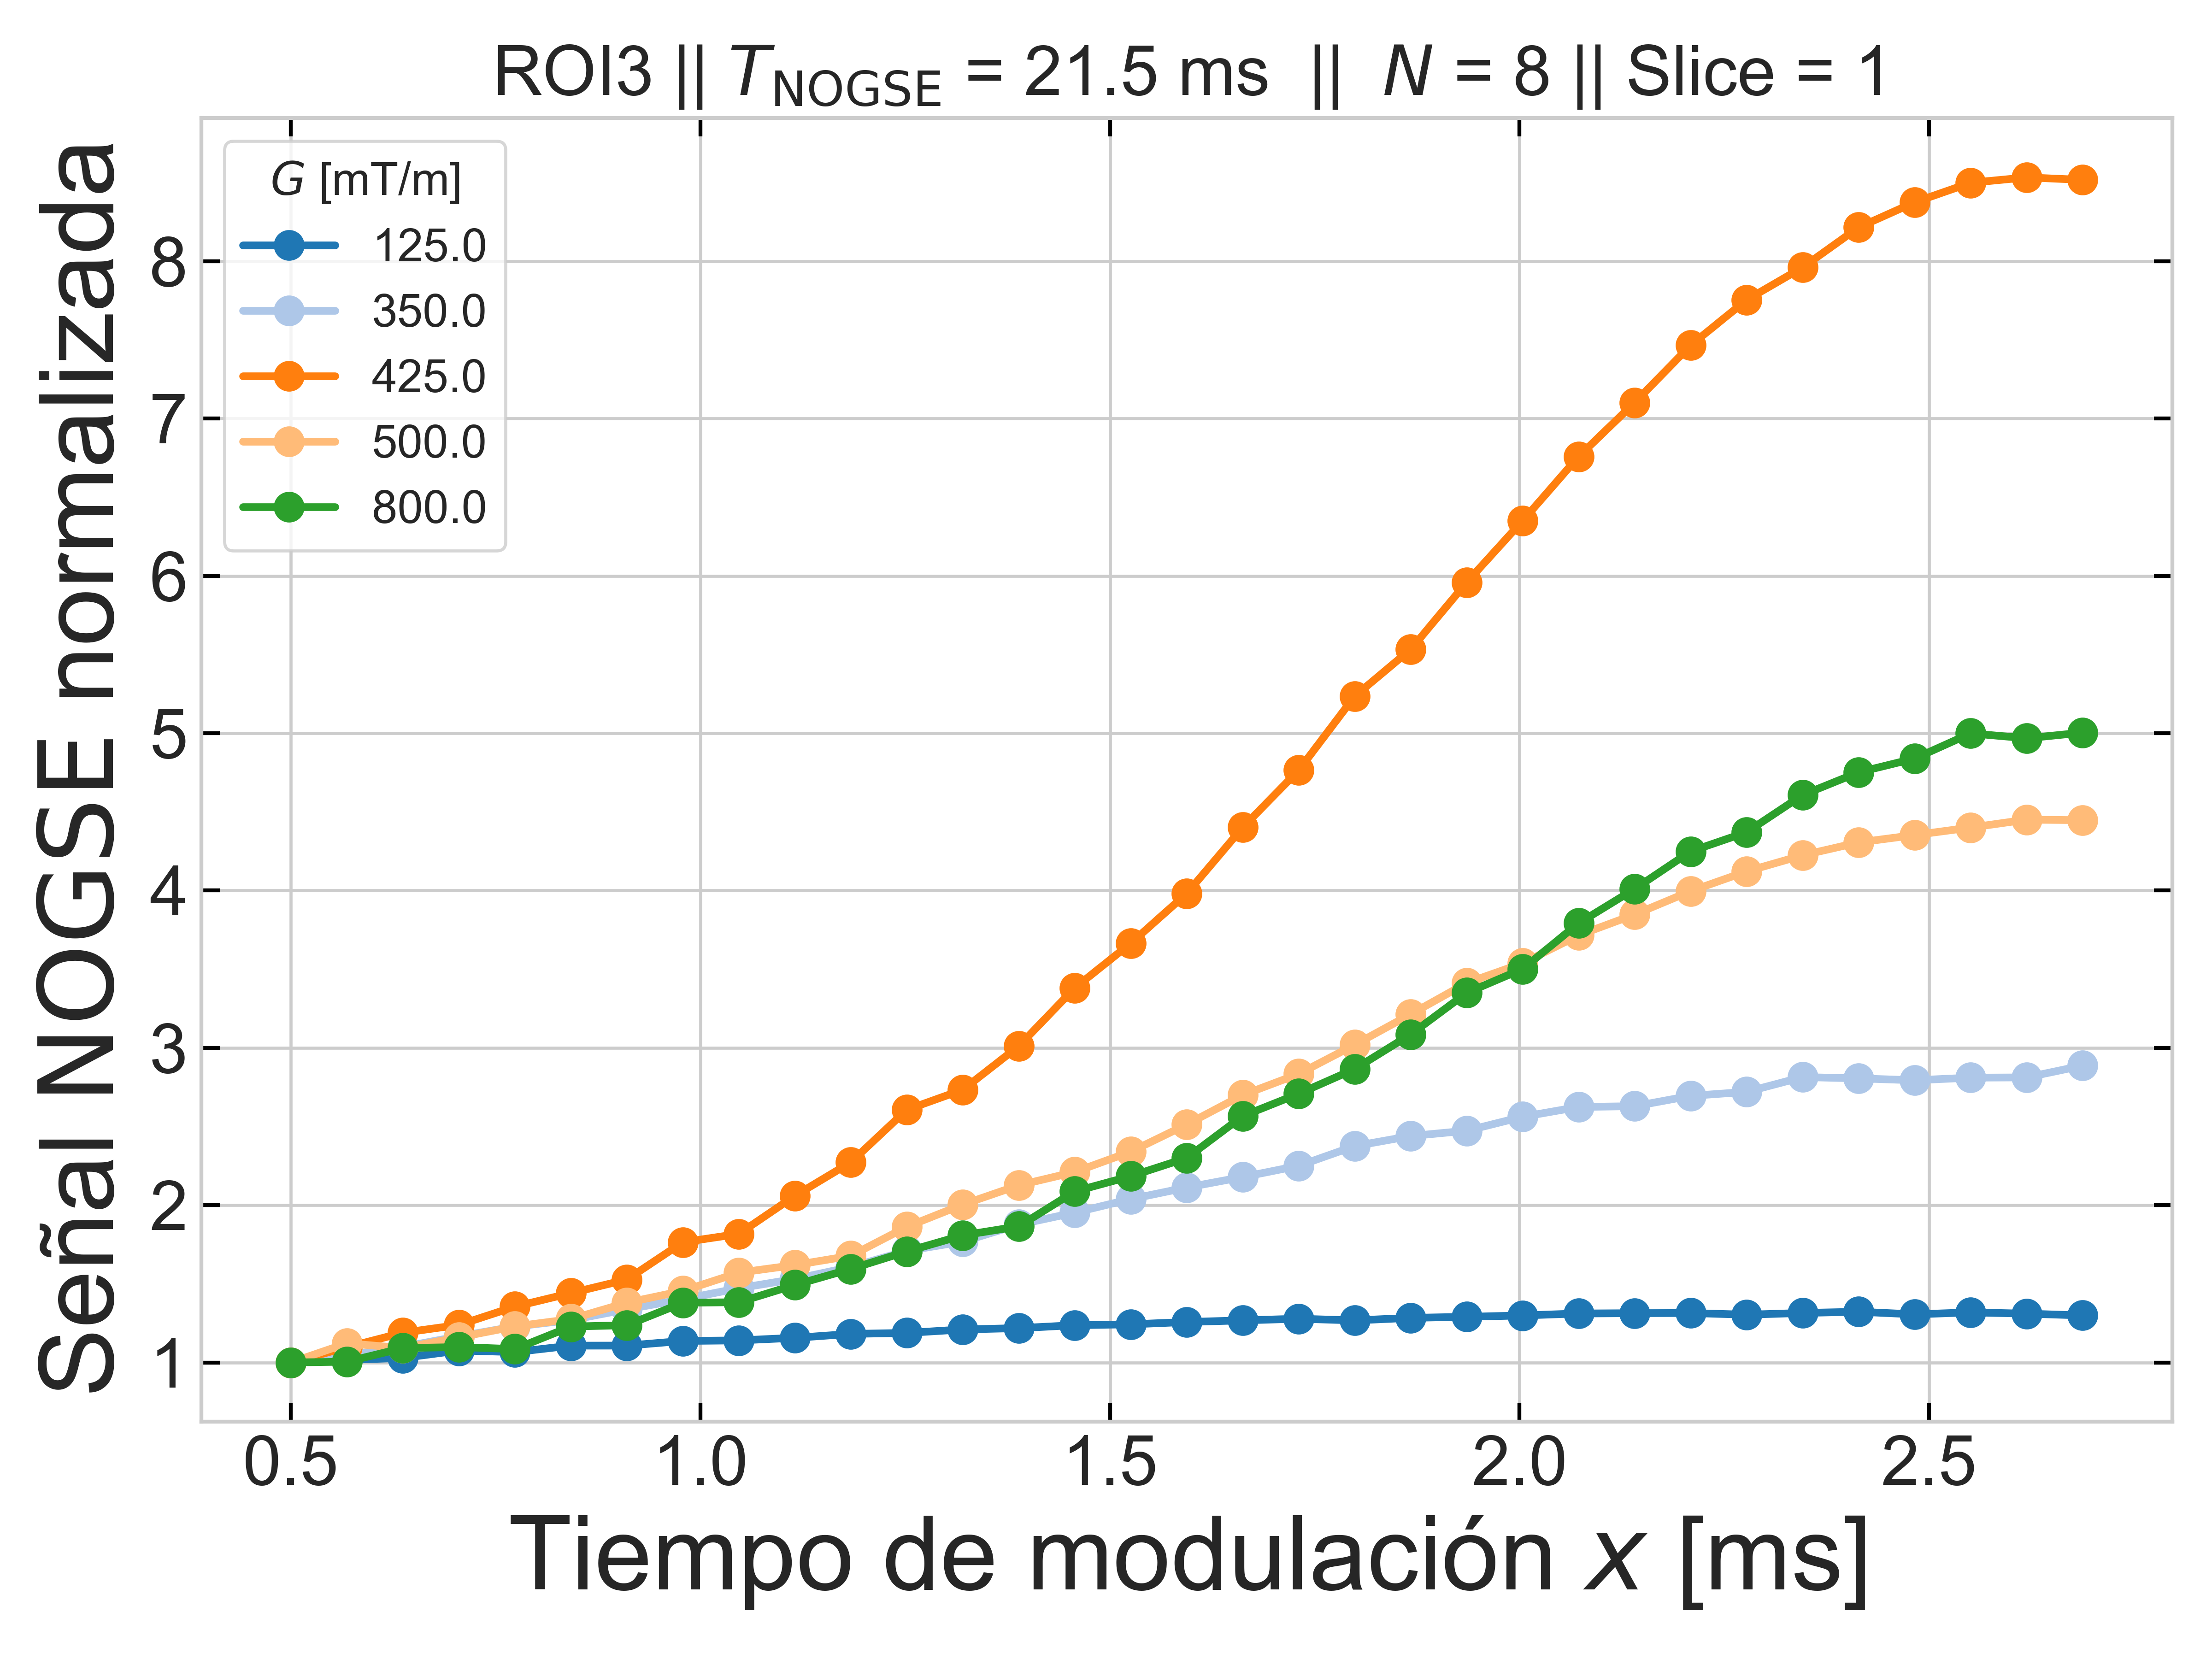 ROI3 || T_NOGSE = 21.5 ms || N = 8 || Slice = 1
Señal NOGSE normalizada
G [mT/m]
125.0
350.0
425.0
500.0
800.0
8
7
6
5
4
3
2
1
0.5 1.0 1.5 2.0 2.5
Tiempo de modulación x [ms]